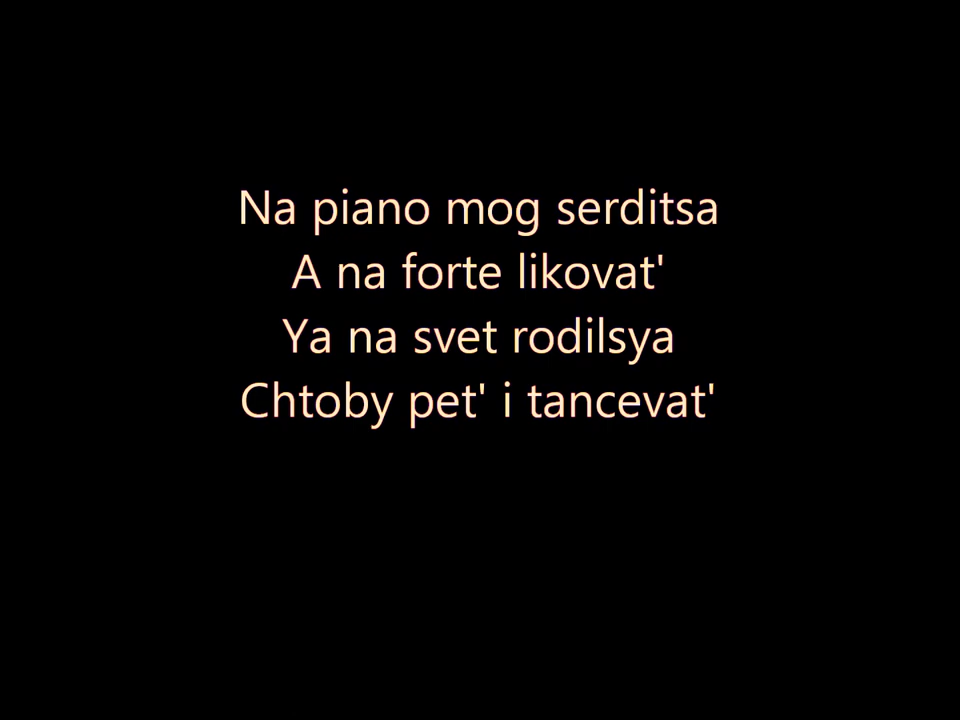 Na piano mog serditsa
A na forte likovat'
Ya na svet rodilsya
Chtoby pet' i tancevat'